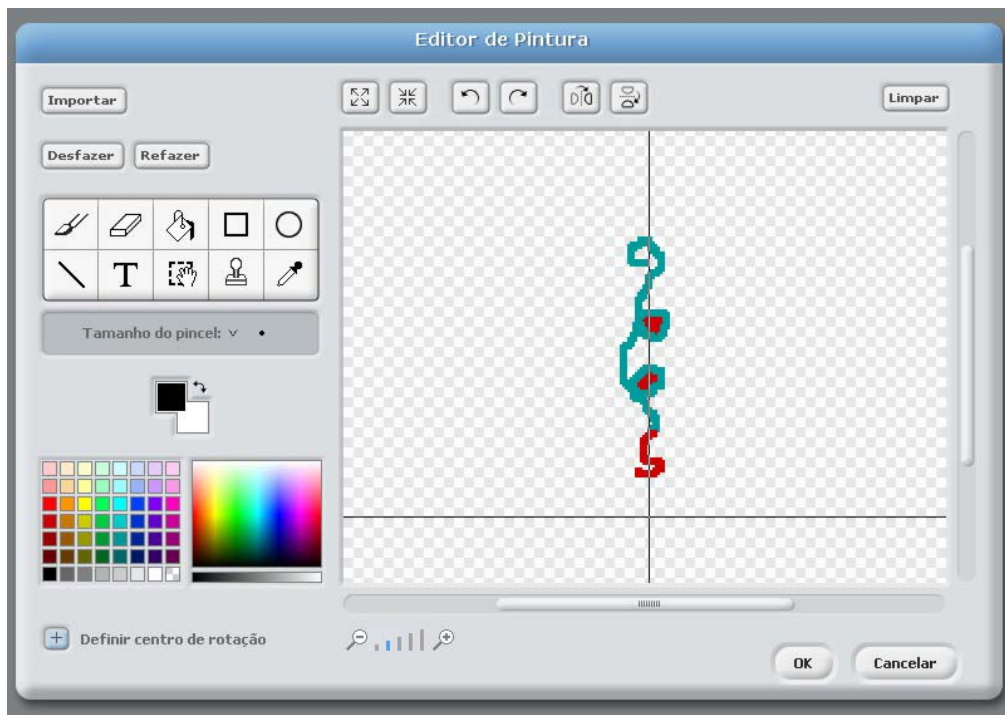 Editor de Pintura
Importar
Limpar
Desfazer Refazer
T
Tamanho do pincel:
Definir centro de rotação
OK Cancelar